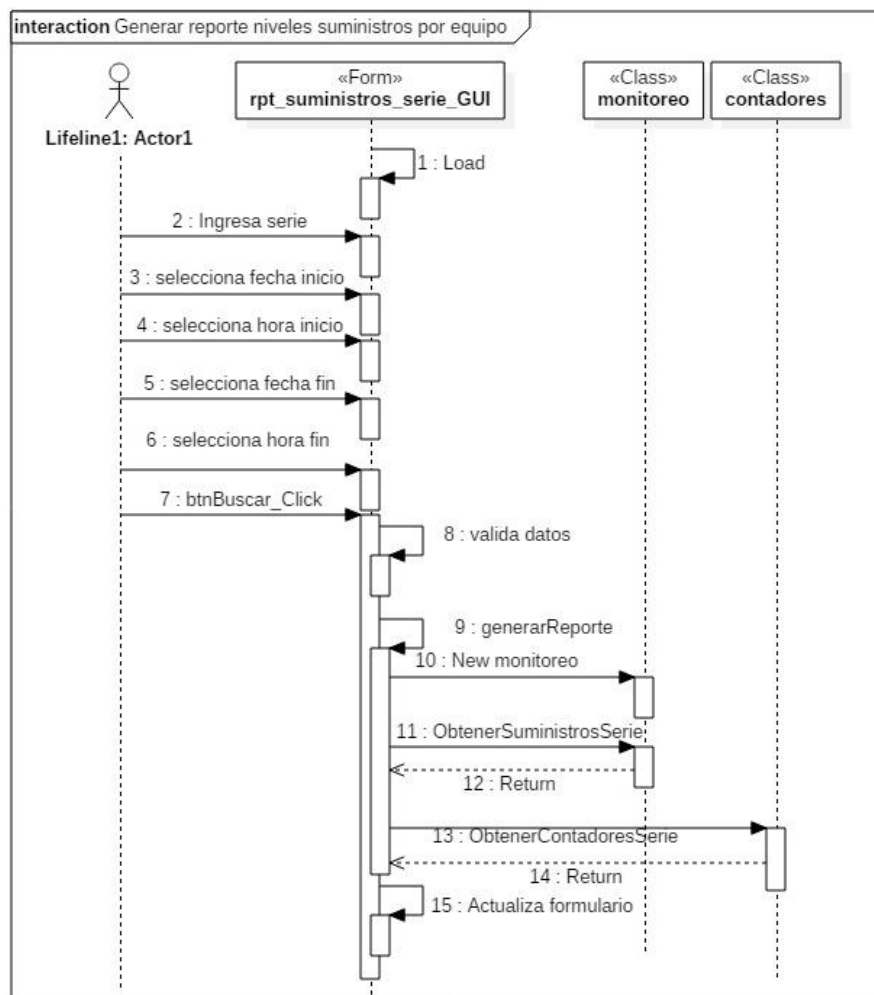 interaction Generar reporte niveles suministros por equipo
Lifeline1: Actor1
«Form»
rpt_suministros_serie_GUI
«Class»
monitoreo
«Class»
contadores
1 : Load
2 : Ingresa serie
3 : selecciona fecha inicio
4 : selecciona hora inicio
5 : selecciona fecha fin
6 : selecciona hora fin
7 : btnBuscar_Click
8 : valida datos
9 : generarReporte
10 : New monitoreo
11 : ObtenerSuministrosSerie
12 : Return
13 : ObtenerContadoresSerie
14 : Return
15 : Actualiza formulario